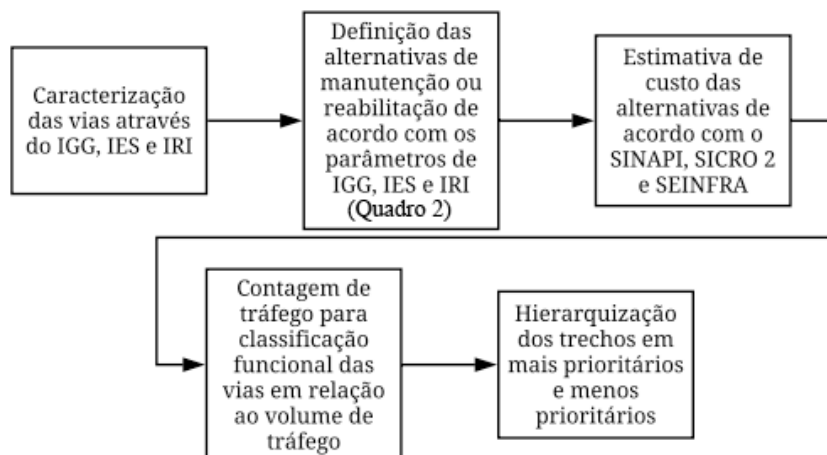 Caracterização
das vias através
do IGG, IES e IRI
Definição das
alternativas de
manutenção ou
reabilitação de
acordo com os
parâmetros de
IGG, IES e IRI
(Quadro 2)
Estimativa de
custo das
alternativas de
acordo com o
SINAPI, SICRO 2
e SEINFRA
Contagem de
tráfego para
classificação
funcional das
vias em relação
ao volume de
tráfego
Hierarquização
dos trechos em
mais prioritários
e menos
prioritários